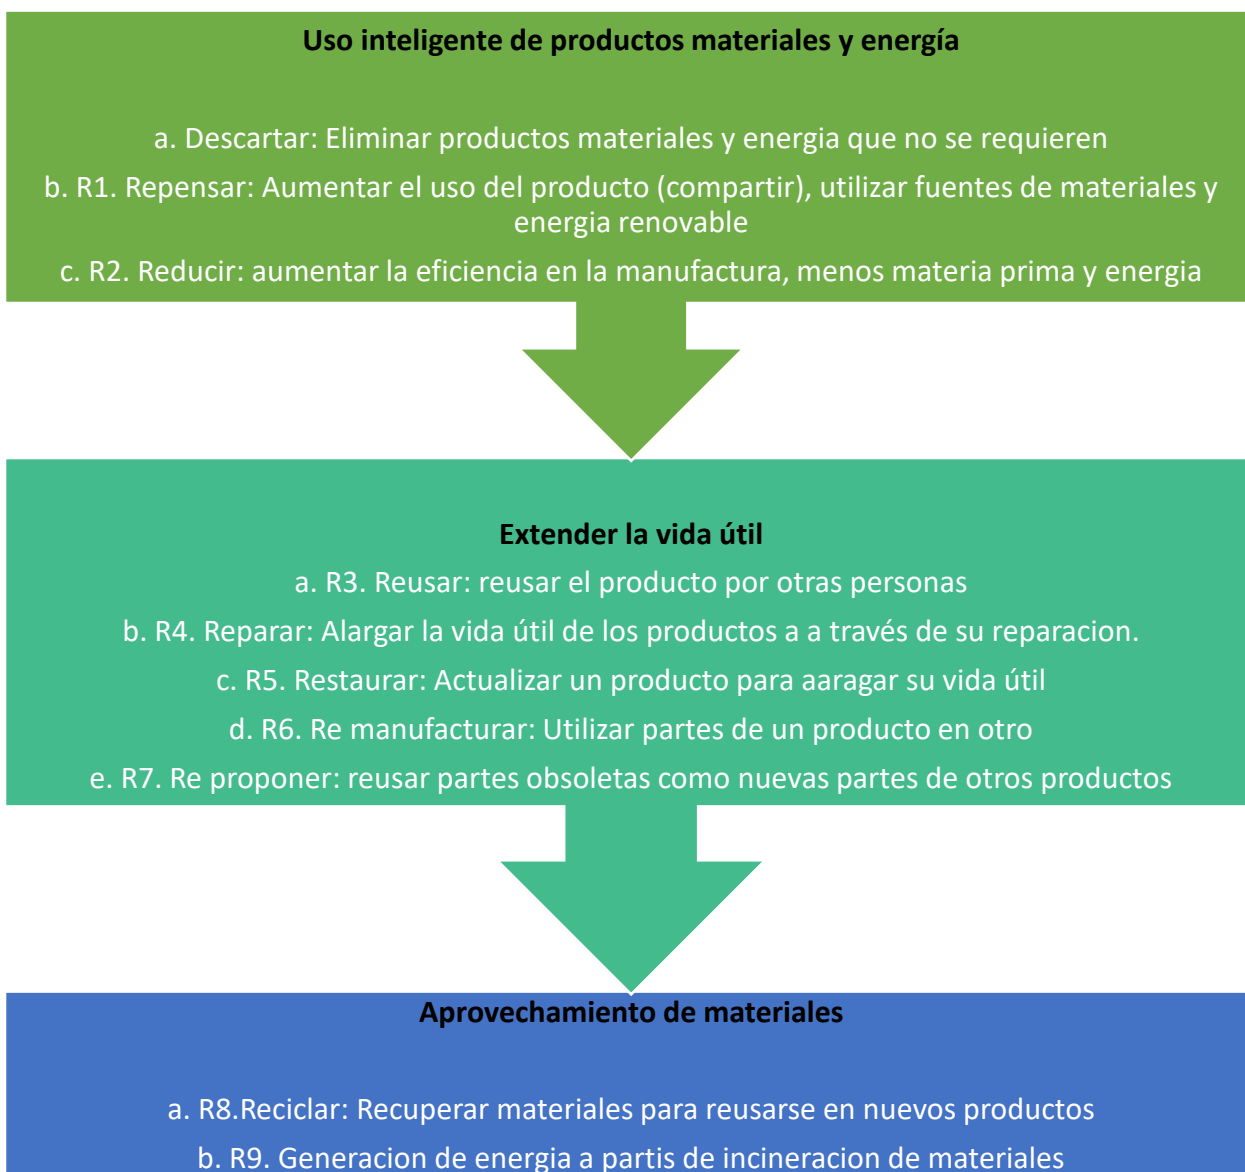 Uso inteligente de productos materiales y energía
a. Descartar: Eliminar productos materiales y energia que no se requieren
b. R1. Repensar: Aumentar el uso del producto (compartir), utilizar fuentes de materiales y
energia renovable
c. R2. Reducir: aumentar la eficiencia en la manufactura, menos materia prima y energia
Extender la vida útil
a. R3. Reusar: reusar el producto por otras personas
b. R4. Reparar: Alargar la vida útil de los productos a a través de su reparacion.
c. R5. Restaurar: Actualizar un producto para aaragar su vida útil
d. R6. Re manufacturar: Utilizar partes de un producto en otro
e. R7. Re proponer: reusar partes obsoletas como nuevas partes de otros productos
Aprovechamiento de materiales
a. R8.Reciclar: Recuperar materiales para reusarse en nuevos productos
b. R9. Generacion de energia a partis de incineracion de materiales